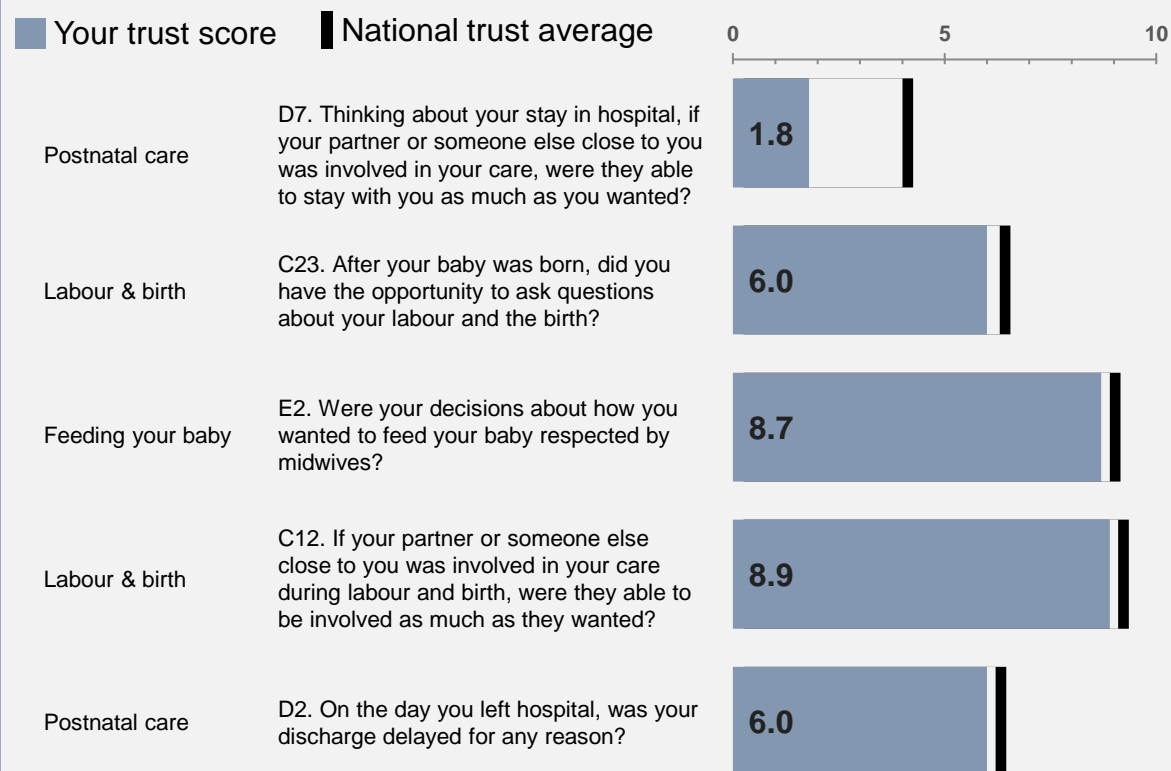 Your trust score
National trust average
0 5 10
Postnatal care
D7. Thinking about your stay in hospital, if
your partner or someone else close to you
was involved in your care, were they able
to stay with you as much as you wanted?
1.8
Labour & birth
C23. After your baby was born, did you
have the opportunity to ask questions
about your labour and the birth?
6.0
Feeding your baby
E2. Were your decisions about how you
wanted to feed your baby respected by
midwives?
8.7
Labour & birth
C12. If your partner or someone else
close to you was involved in your care
during labour and birth, were they able to
be involved as much as they wanted?
8.9
Postnatal care
D2. On the day you left hospital, was your
discharge delayed for any reason?
6.0